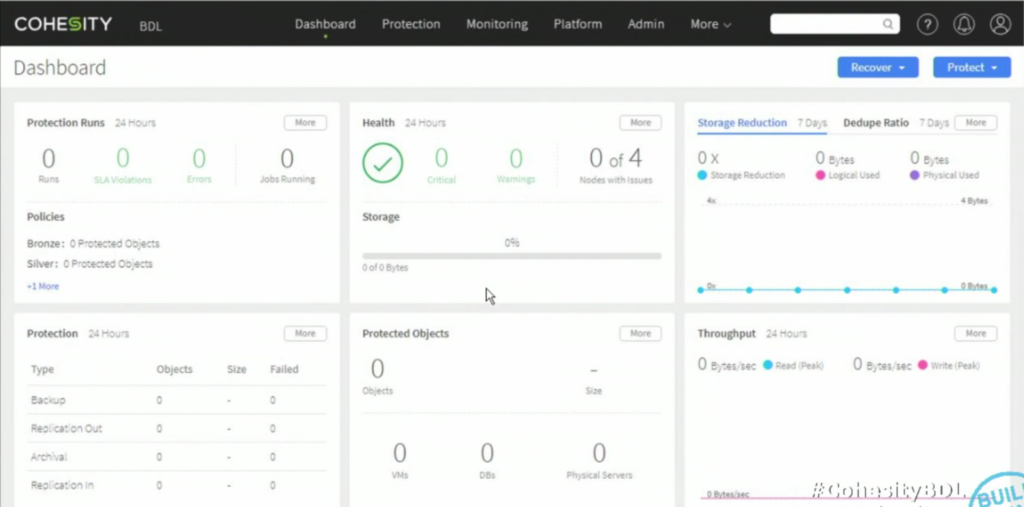 COHESITY BDL Dashboard Protection Monitoring Platform Admin More ?
Dashboard Recover Protect
Protection Runs 24 Hours More
0 0 0 0
Runs SLA Violations Errors Jobs Running
Policies
Bronze: 0 Protected Objects
Silver: 0 Protected Objects
+1 More
Health 24 Hours More
0 0 0 of 4
Critical Warnings Nodes with Issues
Storage
0%
0 of 0 Bytes
Storage Reduction 7 Days Dedupe Ratio 7 Days More
0 X 0 Bytes 0 Bytes
Storage Reduction Logical Used Physical Used
4x 4 Bytes
0x 0 Bytes
Protection 24 Hours More
Type Objects Size Failed
Backup 0 - 0
Replication Out 0 - 0
Archival 0 - 0
Replication In 0 - 0
Protected Objects More
0 -
Objects Size
0 0 0
VMs DBs Physical Servers
Throughput 24 Hours More
0 Bytes/sec Read (Peak) 0 Bytes/sec Write (Peak)
0 Bytes/sec
#CohesityBDL
BUIL